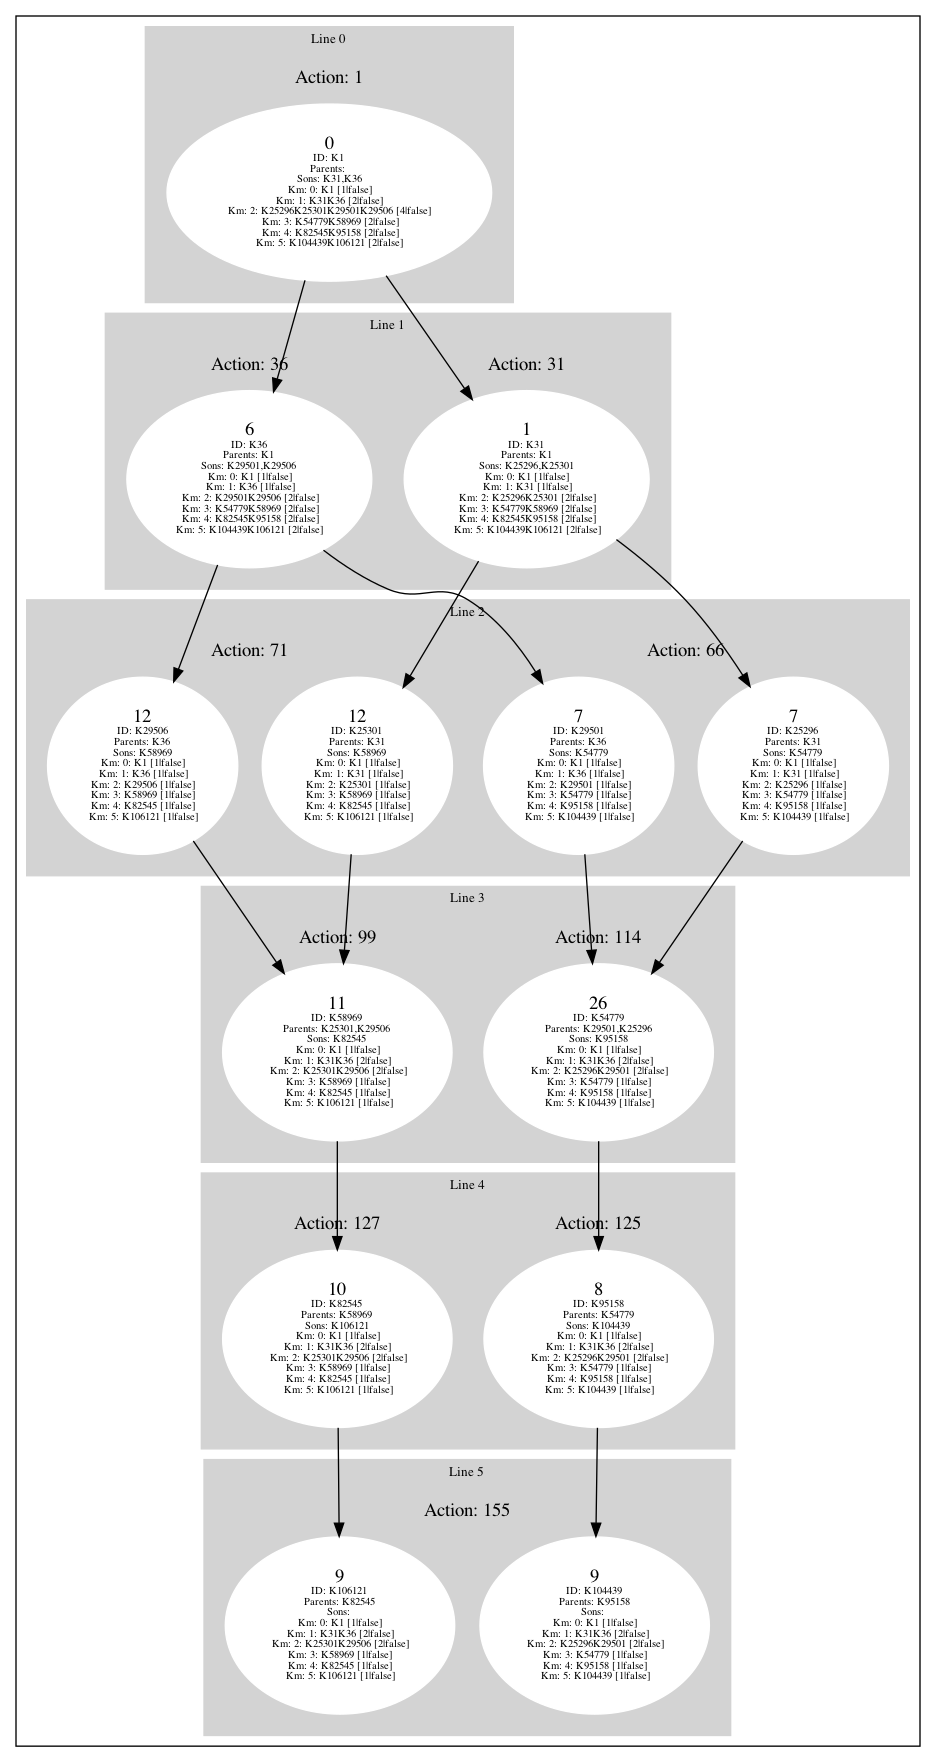 Line 0
Action: 1
0
ID: K1
Parents:
Sons: K31,K36
Km: 0: K1 [1|false]
Km: 1: K31K36 [2|false]
Km: 2: K25296K25301K29501K29506 [4|false]
Km: 3: K54779K58969 [2|false]
Km: 4: K82545K95158 [2|false]
Km: 5: K104439K106121 [2|false]
Line 1
Action: 36
6
ID: K36
Parents: K1
Sons: K29501,K29506
Km: 0: K1 [1|false]
Km: 1: K36 [1|false]
Km: 2: K29501K29506 [2|false]
Km: 3: K54779K58969 [2|false]
Km: 4: K82545K95158 [2|false]
Km: 5: K104439K106121 [2|false]
Action: 31
1
ID: K31
Parents: K1
Sons: K25296,K25301
Km: 0: K1 [1|false]
Km: 1: K31 [1|false]
Km: 2: K25296K25301 [2|false]
Km: 3: K54779K58969 [2|false]
Km: 4: K82545K95158 [2|false]
Km: 5: K104439K106121 [2|false]
Line 2
Action: 71
12
ID: K29506
Parents: K36
Sons: K58969
Km: 0: K1 [1|false]
Km: 1: K36 [1|false]
Km: 2: K29506 [1|false]
Km: 3: K58969 [1|false]
Km: 4: K82545 [1|false]
Km: 5: K106121 [1|false]
12
ID: K25301
Parents: K31
Sons: K58969
Km: 0: K1 [1|false]
Km: 1: K31 [1|false]
Km: 2: K25301 [1|false]
Km: 3: K58969 [1|false]
Km: 4: K82545 [1|false]
Km: 5: K106121 [1|false]
Action: 66
7
ID: K29501
Parents: K36
Sons: K54779
Km: 0: K1 [1|false]
Km: 1: K36 [1|false]
Km: 2: K29501 [1|false]
Km: 3: K54779 [1|false]
Km: 4: K95158 [1|false]
Km: 5: K104439 [1|false]
7
ID: K25296
Parents: K31
Sons: K54779
Km: 0: K1 [1|false]
Km: 1: K31 [1|false]
Km: 2: K25296 [1|false]
Km: 3: K54779 [1|false]
Km: 4: K95158 [1|false]
Km: 5: K104439 [1|false]
Line 3
Action: 99
11
ID: K58969
Parents: K25301,K29506
Sons: K82545
Km: 0: K1 [1|false]
Km: 1: K31K36 [2|false]
Km: 2: K25301K29506 [2|false]
Km: 3: K58969 [1|false]
Km: 4: K82545 [1|false]
Km: 5: K106121 [1|false]
Action: 114
26
ID: K54779
Parents: K29501,K25296
Sons: K95158
Km: 0: K1 [1|false]
Km: 1: K31K36 [2|false]
Km: 2: K25296K29501 [2|false]
Km: 3: K54779 [1|false]
Km: 4: K95158 [1|false]
Km: 5: K104439 [1|false]
Line 4
Action: 127
10
ID: K82545
Parents: K58969
Sons: K106121
Km: 0: K1 [1|false]
Km: 1: K31K36 [2|false]
Km: 2: K25301K29506 [2|false]
Km: 3: K58969 [1|false]
Km: 4: K82545 [1|false]
Km: 5: K106121 [1|false]
Action: 125
8
ID: K95158
Parents: K54779
Sons: K104439
Km: 0: K1 [1|false]
Km: 1: K31K36 [2|false]
Km: 2: K25296K29501 [2|false]
Km: 3: K54779 [1|false]
Km: 4: K95158 [1|false]
Km: 5: K104439 [1|false]
Line 5
Action: 155
9
ID: K106121
Parents: K82545
Sons:
Km: 0: K1 [1|false]
Km: 1: K31K36 [2|false]
Km: 2: K25301K29506 [2|false]
Km: 3: K58969 [1|false]
Km: 4: K82545 [1|false]
Km: 5: K106121 [1|false]
9
ID: K104439
Parents: K95158
Sons:
Km: 0: K1 [1|false]
Km: 1: K31K36 [2|false]
Km: 2: K25296K29501 [2|false]
Km: 3: K54779 [1|false]
Km: 4: K95158 [1|false]
Km: 5: K104439 [1|false]